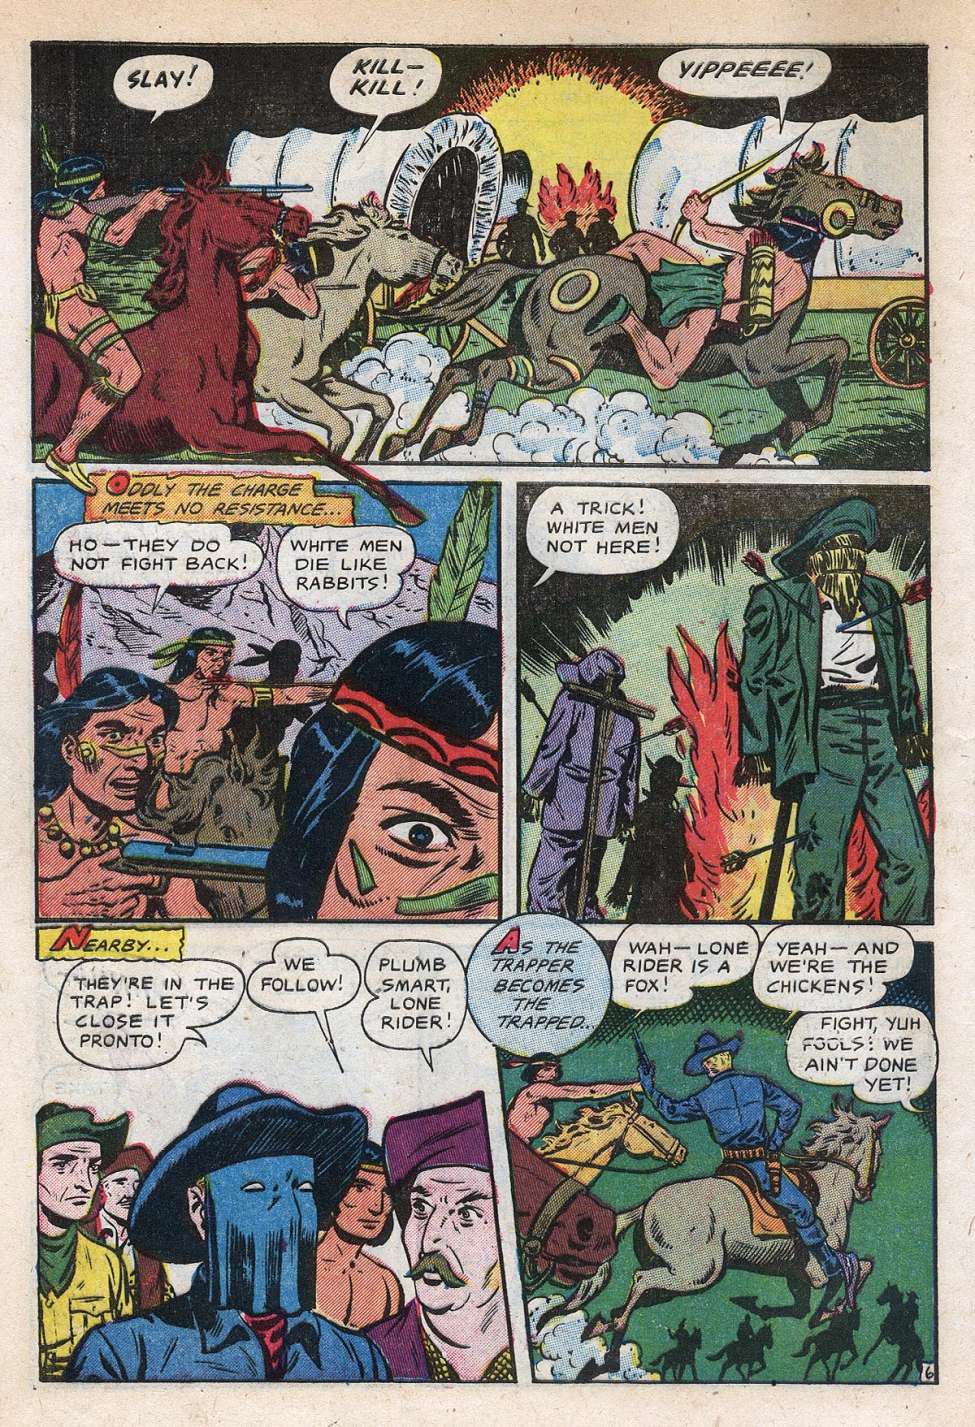 SLAY!
KILL—
KILL!
YIPPEEEE!
ODDLY THE CHARGE
MEETS NO RESISTANCE...
HO—THEY DO
NOT FIGHT BACK!
WHITE MEN
DIE LIKE
RABBITS!
A TRICK!
WHITE MEN
NOT HERE!
NEARBY...
THEY'RE IN THE
TRAP! LET'S
CLOSE IT
PRONTO!
WE
FOLLOW!
PLUMB
SMART,
LONE
RIDER!
AS THE
TRAPPER
BECOMES
THE
TRAPPED..
WAH—LONE
RIDER IS A
FOX!
YEAH—AND
WE'RE THE
CHICKENS!
FIGHT, YUH
FOOLS! WE
AIN'T DONE
YET!
6